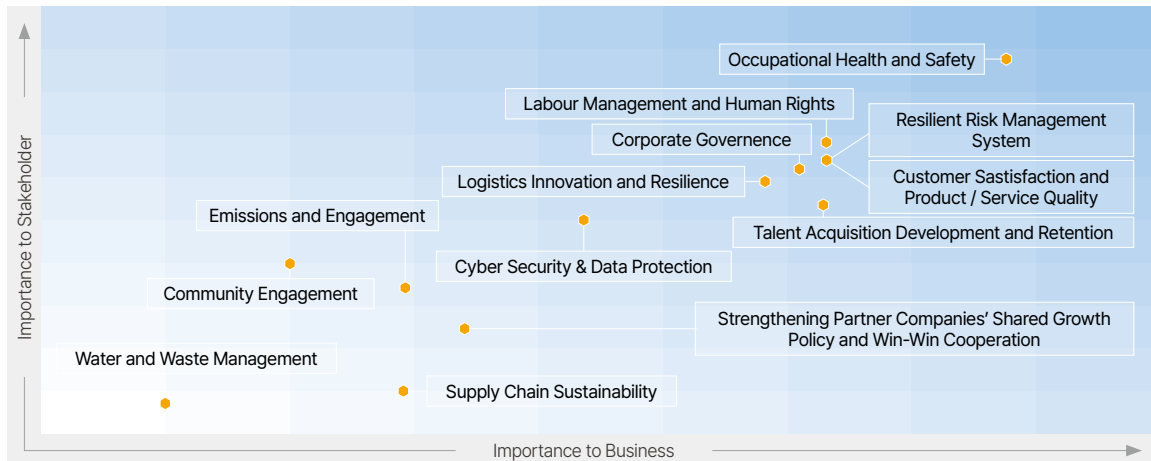 Importance to Stakeholder
Occupational Health and Safety
Labour Management and Human Rights
Resilient Risk Management
System
Corporate Governence
Logistics Innovation and Resilience
Customer Sastisfaction and
Product / Service Quality
Emissions and Engagement
Talent Acquisition Development and Retention
Cyber Security & Data Protection
Community Engagement
Strengthening Partner Companies’ Shared Growth
Policy and Win-Win Cooperation
Water and Waste Management
Supply Chain Sustainability
Importance to Business